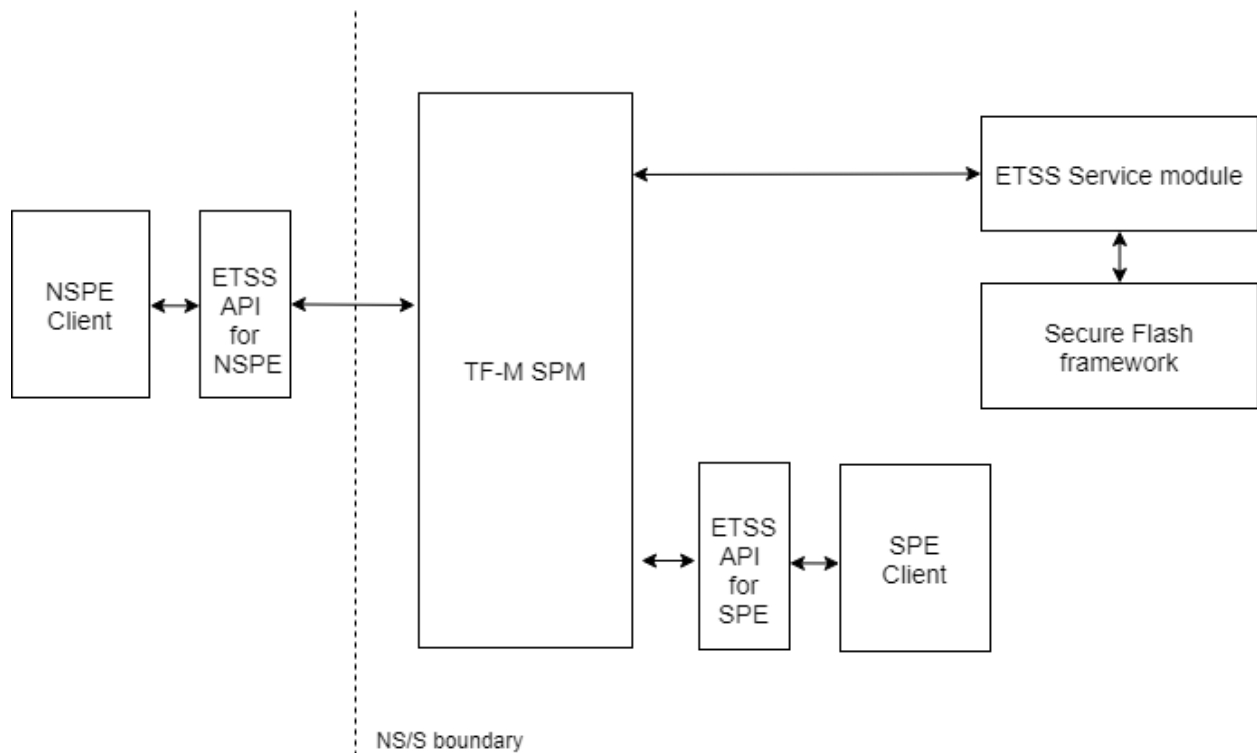 NSPE
Client
ETSS
API
for
NSPE
TF-M SPM
ETSS Service module
Secure Flash
framework
ETSS
API
for
SPE
SPE
Client
NS/S boundary